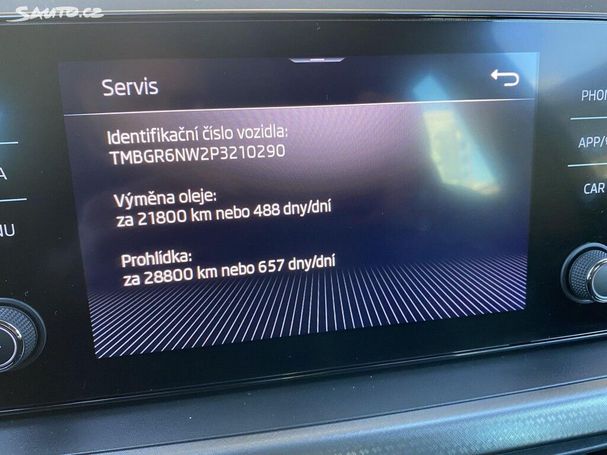 Sauto.cz
Servis
Identifikační číslo vozidla:
TMBGR6NW2P3210290
Výměna oleje:
za 21800 km nebo 488 dny/dní
Prohlídka:
za 28800 km nebo 657 dny/dní
PHON
APP/
CAR
A
NU